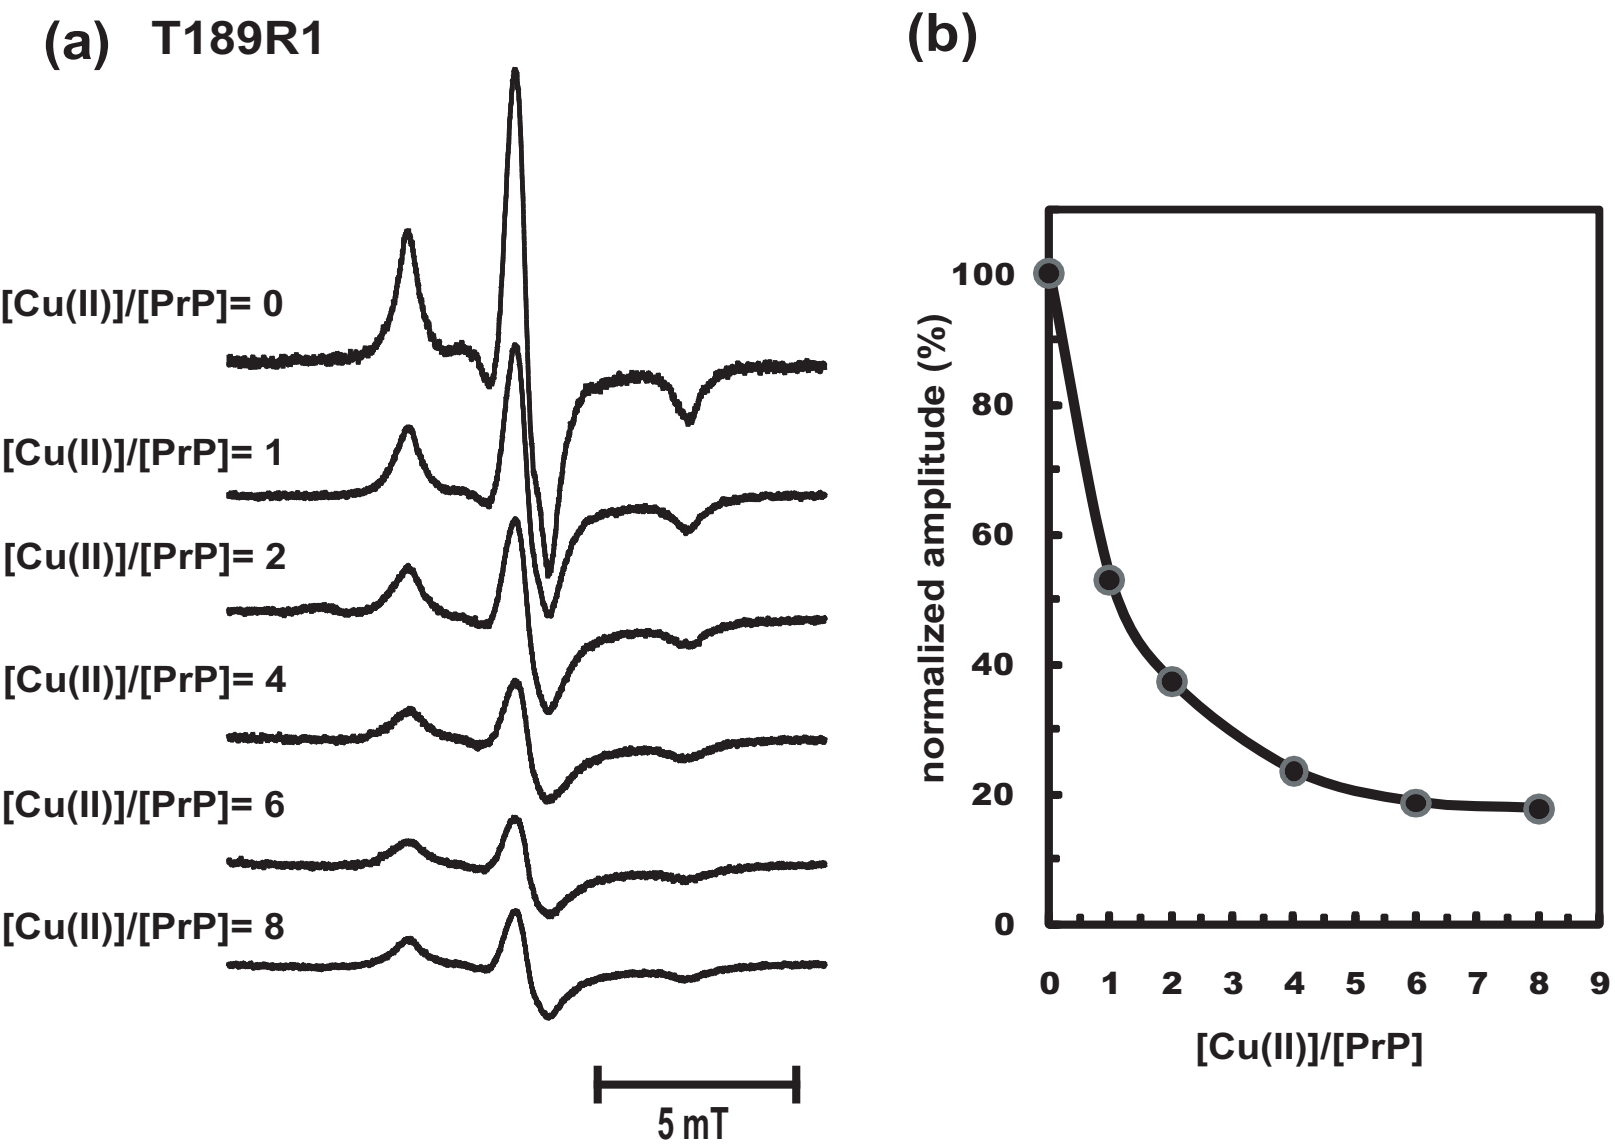 (a) T189R1
[Cu(II)]/[PrP]= 0
[Cu(II)]/[PrP]= 1
[Cu(II)]/[PrP]= 2
[Cu(II)]/[PrP]= 4
[Cu(II)]/[PrP]= 6
[Cu(II)]/[PrP]= 8
5 mT
(b)
normalized amplitude (%)
100
80
60
40
20
0
0 1 2 3 4 5 6 7 8 9
[Cu(II)]/[PrP]